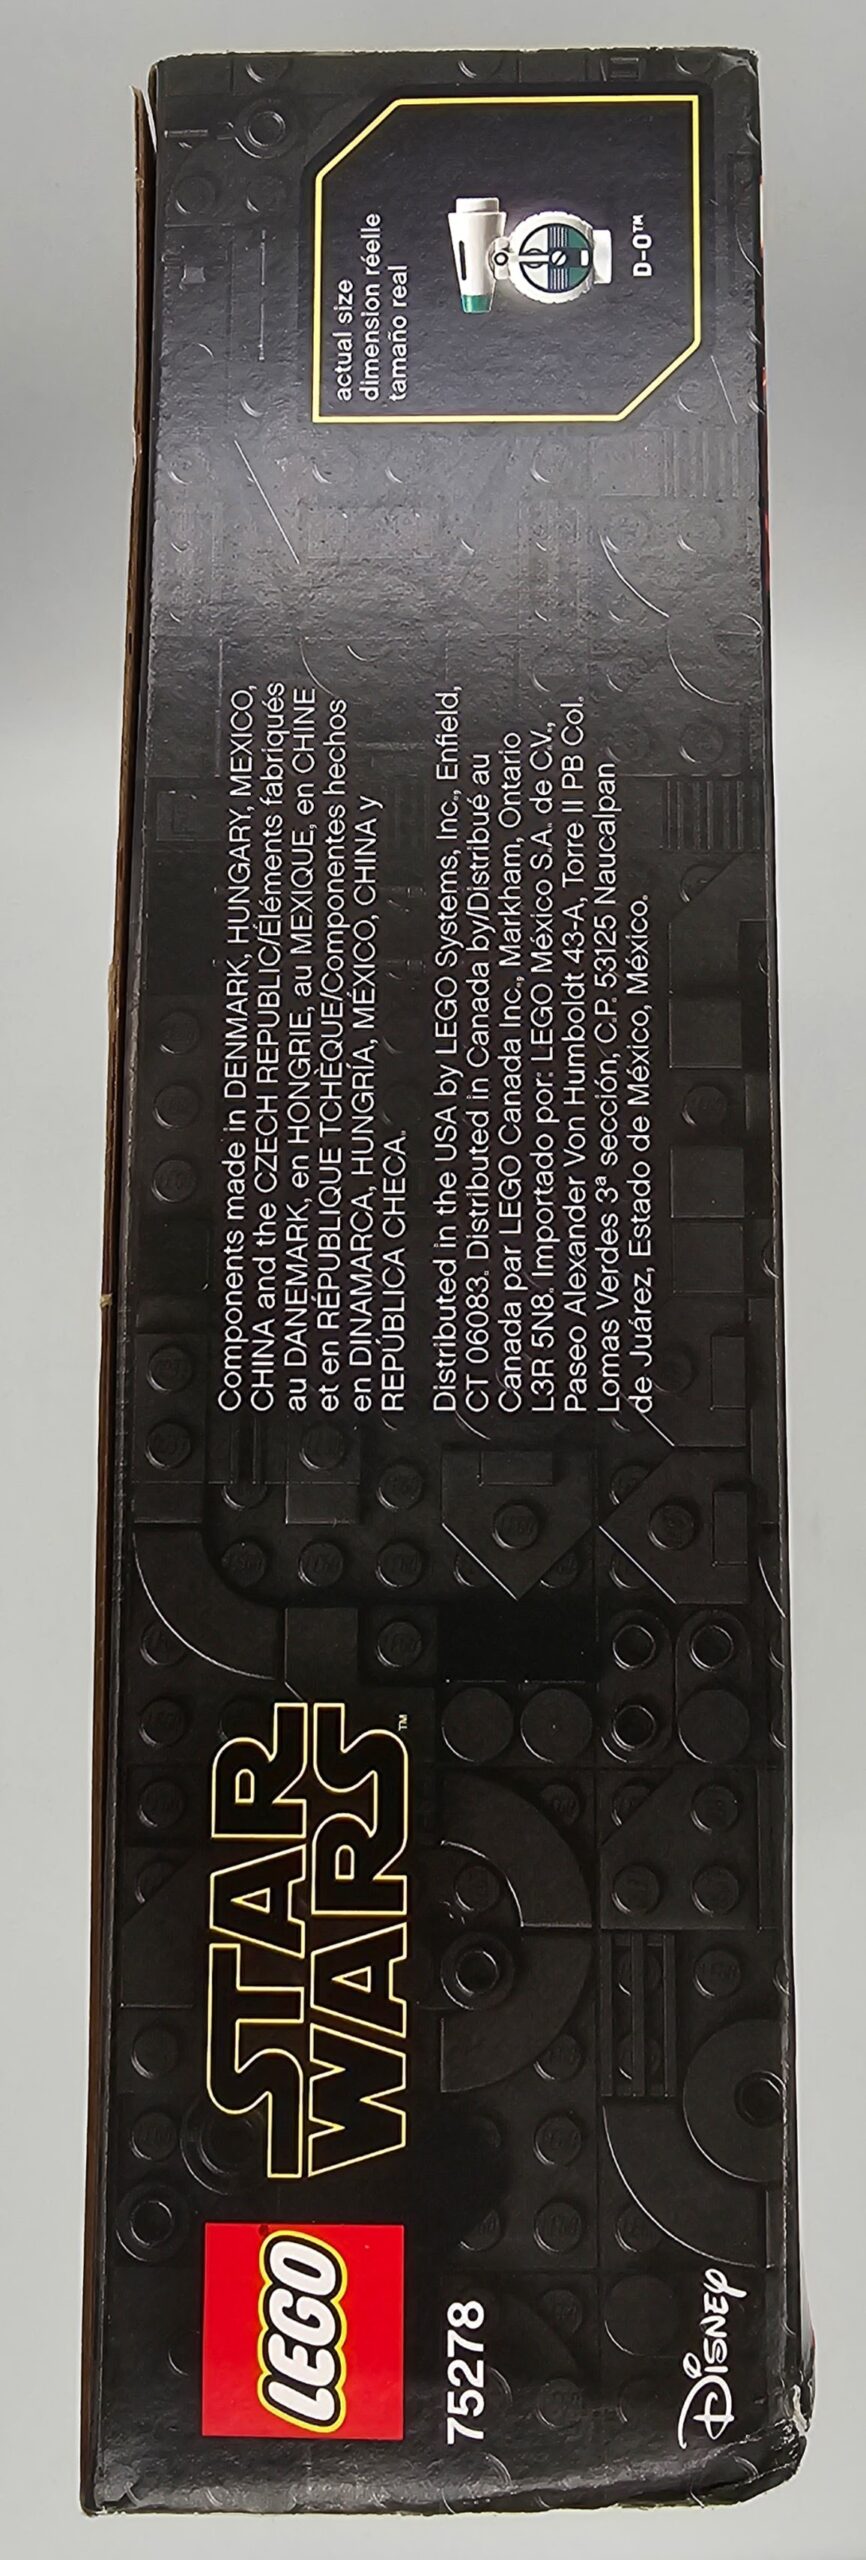 LEGO
STAR
WARS™
75278
Disney
Components made in DENMARK, HUNGARY, MEXICO,
CHINA and the CZECH REPUBLIC/Éléments fabriqués
au DANEMARK, en HONGRIE, au MEXIQUE, en CHINE
et en RÉPUBLIQUE TCHÈQUE/Componentes hechos
en DINAMARCA, HUNGRÍA, MÉXICO, CHINA y
REPÚBLICA CHECA.
Distributed in the USA by LEGO Systems, Inc., Enfield,
CT 06083. Distributed in Canada by/Distribué au
Canada par LEGO Canada Inc., Markham, Ontario
L3R 5N8. Importado por: LEGO México S.A. de C.V.,
Paseo Alexander Von Humboldt 43-A, Torre II PB Col.
Lomas Verdes 3ª sección, C.P. 53125 Naucalpan
de Juárez, Estado de México, México.
actual size
dimension réelle
tamaño real
D-O™